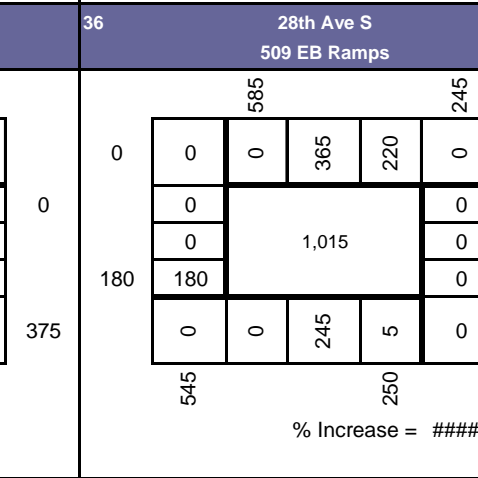 36 28th Ave S
509 EB Ramps
585 245
0 0 0 365 220 0
0 0 0
0 1,015 0
180 180 0
375 0 0 245 5 0
545 250
% Increase = ####